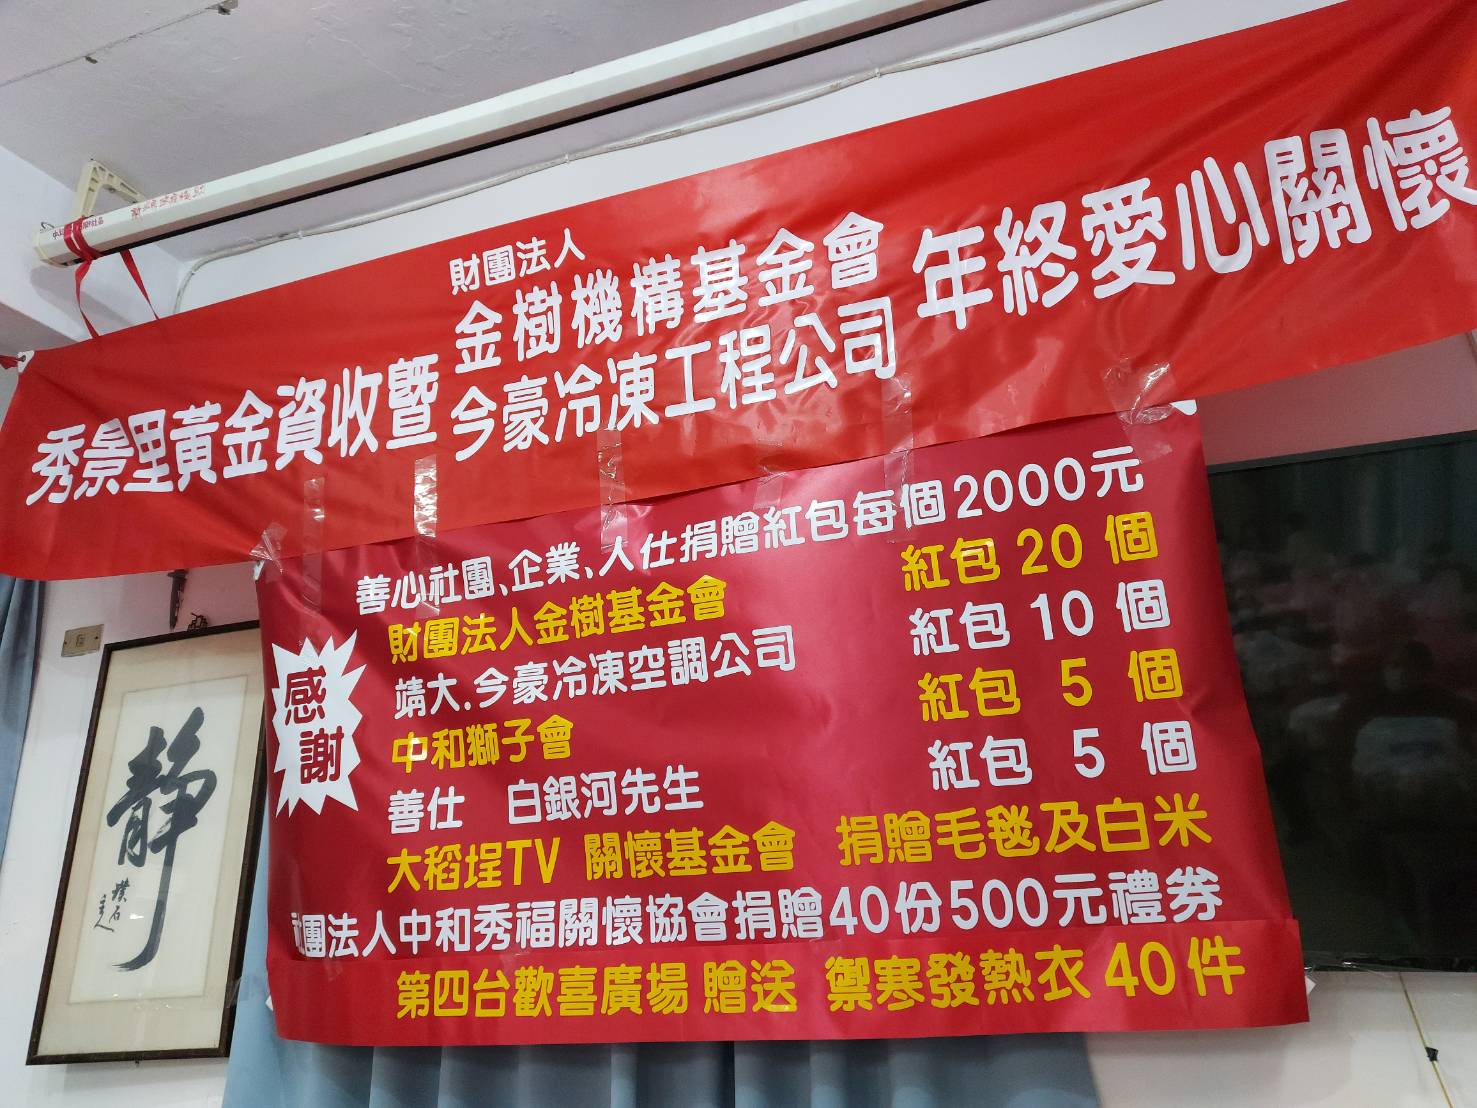 財團法人
秀景里黃金資收暨 金樹機構基金會 年終愛心關懷
今豪冷凍工程公司
善心社團、企業、人仕捐贈紅包每個2000元
財團法人金樹基金會 紅包 20 個
靖大.今豪冷凍空調公司 紅包 10 個
中和獅子會 紅包 5 個
善仕 白銀河先生 紅包 5 個
大稻埕TV 關懷基金會 捐贈毛毯及白米
社團法人中和秀福關懷協會捐贈40份500元禮券
第四台歡喜廣場 贈送 禦寒發熱衣 40 件
感謝
靜